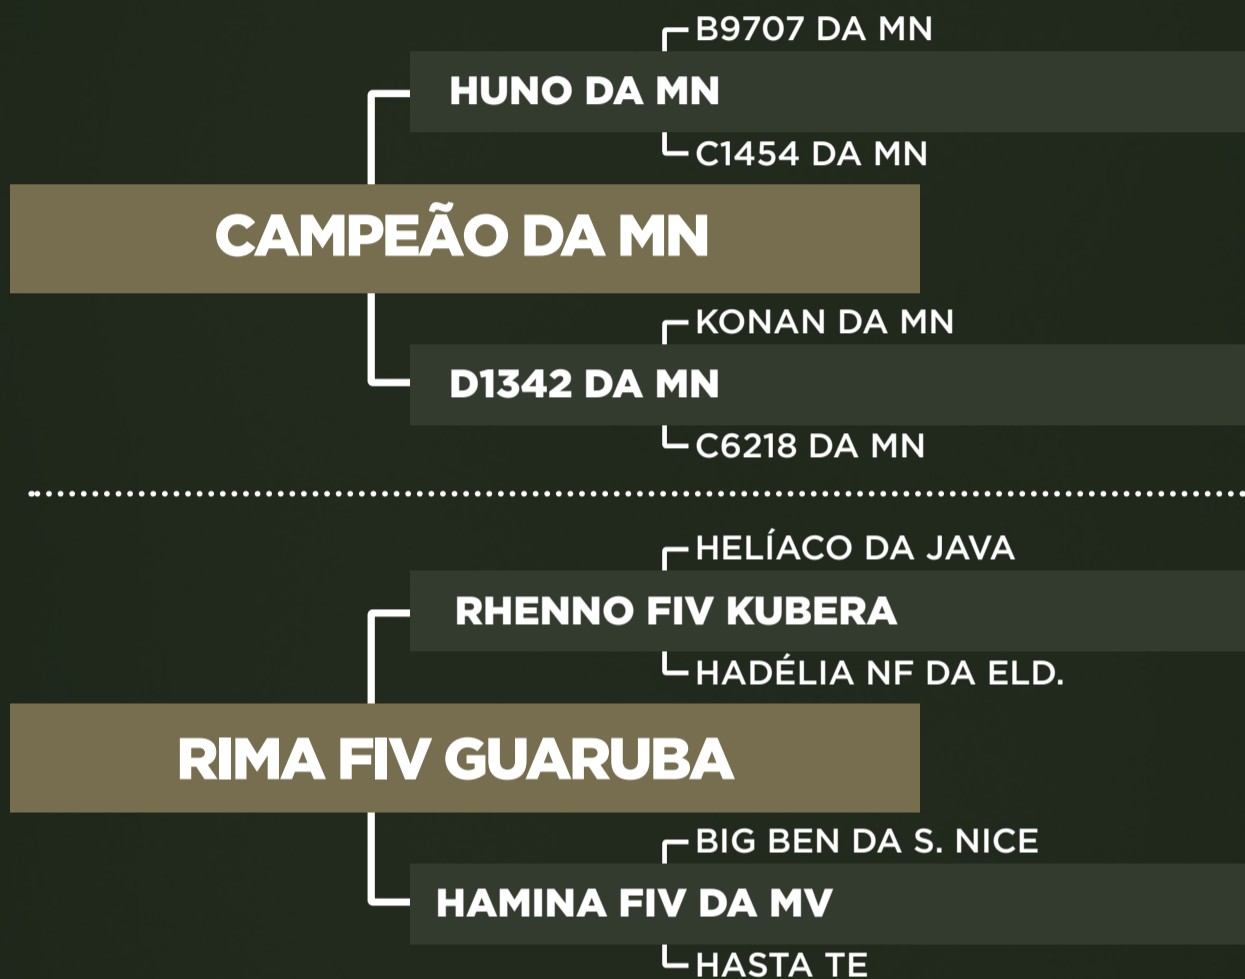 B9707 DA MN
HUNO DA MN
C1454 DA MN
CAMPEÃO DA MN
KONAN DA MN
D1342 DA MN
C6218 DA MN
HELÍACO DA JAVA
RHENNO FIV KUBERA
HADÉLIA NF DA ELD.
RIMA FIV GUARUBA
BIG BEN DA S. NICE
HAMINA FIV DA MV
HASTA TE